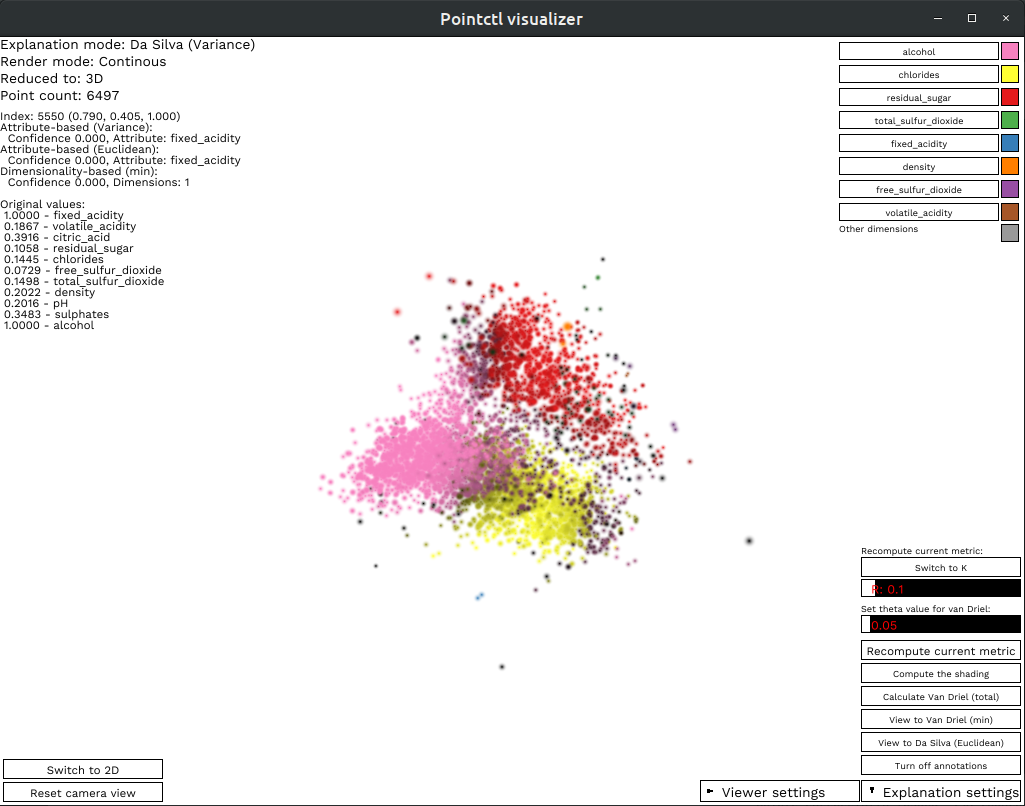 Pointctl visualizer
Explanation mode: Da Silva (Variance)
Render mode: Continous
Reduced to: 3D
Point count: 6497
Index: 5550 (0.790, 0.405, 1.000)
Attribute-based (Variance):
Confidence 0.000, Attribute: fixed_acidity
Attribute-based (Euclidean):
Confidence 0.000, Attribute: fixed_acidity
Dimensionality-based (min):
Confidence 0.000, Dimensions: 1
Original values:
1.0000 - fixed_acidity
0.1867 - volatile_acidity
0.3916 - citric_acid
0.1058 - residual_sugar
0.1445 - chlorides
0.0729 - free_sulfur_dioxide
0.1498 - total_sulfur_dioxide
0.2022 - density
0.2016 - pH
0.3483 - sulphates
1.0000 - alcohol
alcohol
chlorides
residual_sugar
total_sulfur_dioxide
fixed_acidity
density
free_sulfur_dioxide
volatile_acidity
Other dimensions
Recompute current metric:
Switch to K
R: 0.1
Set theta value for van Driel:
0.05
Recompute current metric
Compute the shading
Calculate Van Driel (total)
View to Van Driel (min)
View to Da Silva (Euclidean)
Turn off annotations
Switch to 2D
Reset camera view
Viewer settings
Explanation settings